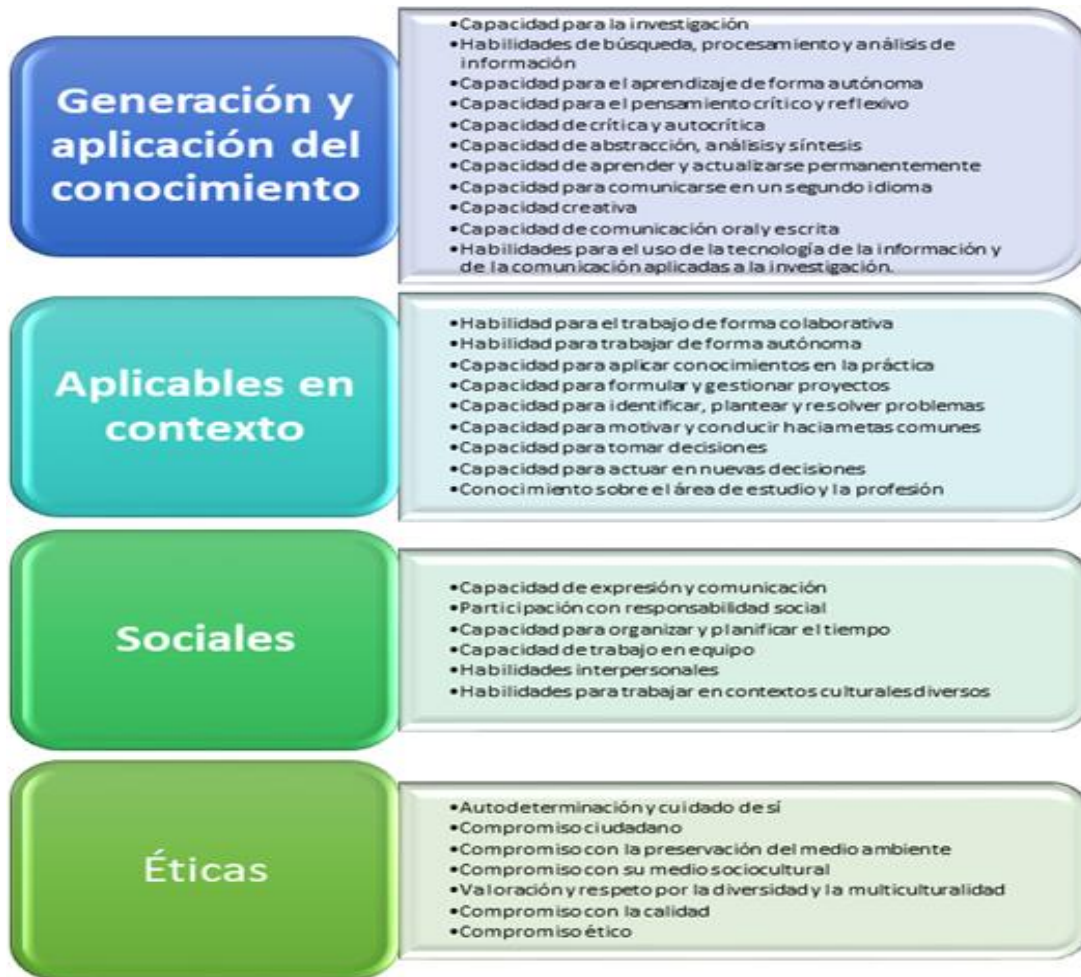 Generación y
aplicación del
conocimiento
•Capacidad para la investigación
•Habilidades de búsqueda, procesamiento y análisis de
información
•Capacidad para el aprendizaje de forma autónoma
•Capacidad para el pensamiento crítico y reflexivo
•Capacidad de crítica y autocrítica
•Capacidad de abstracción, análisis y síntesis
•Capacidad de aprender y actualizarse permanentemente
•Capacidad para comunicarse en un segundo idioma
•Capacidad creativa
•Capacidad de comunicación oral y escrita
•Habilidades para el uso de la tecnología de la información y
de la comunicación aplicadas a la investigación.
Aplicables en
contexto
•Habilidad para el trabajo de forma colaborativa
•Habilidad para trabajar de forma autónoma
•Capacidad para aplicar conocimientos en la práctica
•Capacidad para formular y gestionar proyectos
•Capacidad para identificar, plantear y resolver problemas
•Capacidad para motivar y conducir hacia metas comunes
•Capacidad para tomar decisiones
•Capacidad para actuar en nuevas decisiones
•Conocimiento sobre el área de estudio y la profesión
Sociales
•Capacidad de expresión y comunicación
•Participación con responsabilidad social
•Capacidad para organizar y planificar el tiempo
•Capacidad de trabajo en equipo
•Habilidades interpersonales
•Habilidades para trabajar en contextos culturales diversos
Éticas
•Autodeterminación y cuidado de sí
•Compromiso ciudadano
•Compromiso con la preservación del medio ambiente
•Compromiso con su medio sociocultural
•Valoración y respeto por la diversidad y la multiculturalidad
•Compromiso con la calidad
•Compromiso ético